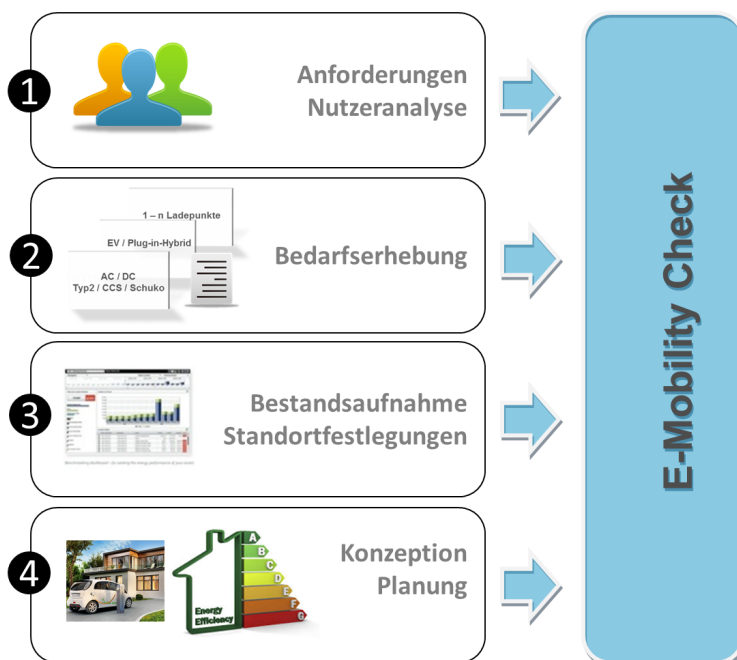 1
Anforderungen
Nutzeranalyse
2
1 – n Ladepunkte
EV / Plug-in-Hybrid
AC / DC
Typ2 / CCS / Schuko
Bedarfserhebung
3
Bestandsaufnahme
Standortfestlegungen
4
A
B
C
D
E
F
G
Energy
Efficiency
Konzeption
Planung
E-Mobility Check